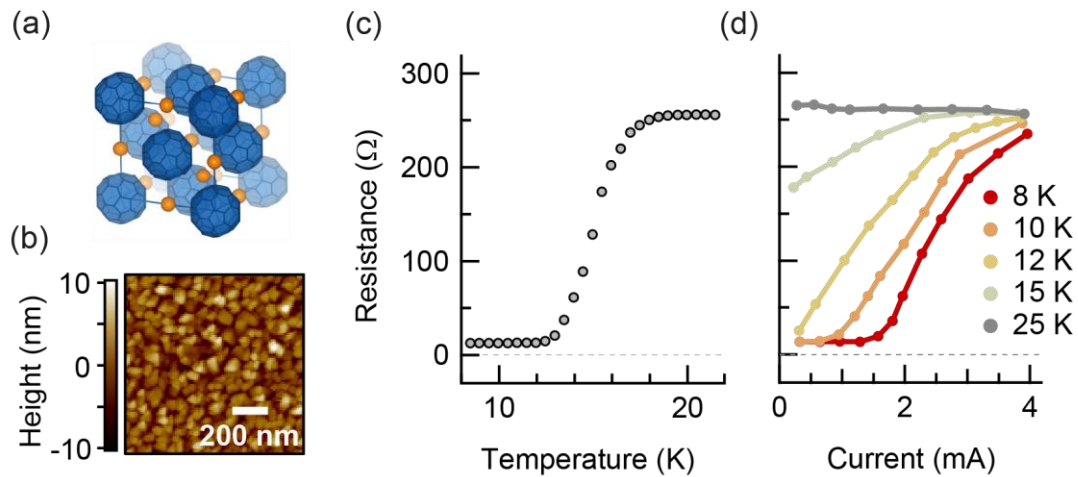 (a)
(b)
Height (nm)
10
0
-10
200 nm
(c)
Resistance (Ω)
300
200
100
0
10
20
Temperature (K)
(d)
8 K
10 K
12 K
15 K
25 K
0
2
4
Current (mA)